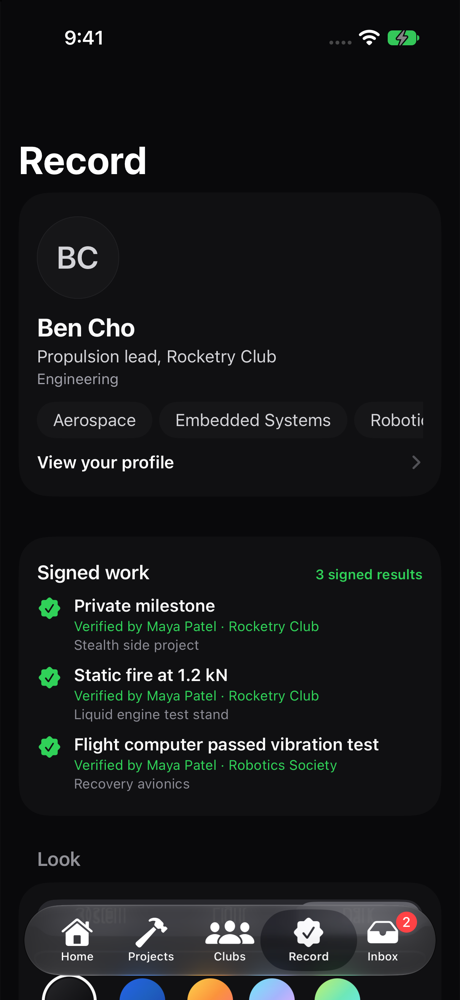 9:41
Record
BC
Ben Cho
Propulsion lead, Rocketry Club
Engineering
Aerospace Embedded Systems
View your profile
Signed work 3 signed results
Private milestone
Verified by Maya Patel · Rocketry Club
Stealth side project
Static fire at 1.2 kN
Verified by Maya Patel · Rocketry Club
Liquid engine test stand
Flight computer passed vibration test
Verified by Maya Patel · Robotics Society
Recovery avionics
Look
2
Home Projects Clubs Record Inbox